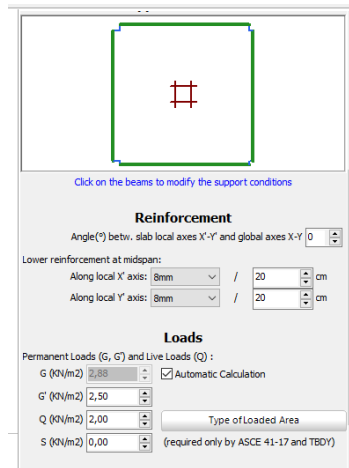 Click on the beams to modify the support conditions
Reinforcement
Angle(º) betw. slab local axes X'-Y' and global axes X-Y 0
Lower reinforcement at midspan:
Along local X' axis: 8mm / 20 cm
Along local Y' axis: 8mm / 20 cm
Loads
Permanent Loads (G, G') and Live Loads (Q) :
G (KN/m2) 2,88 Automatic Calculation
G' (KN/m2) 2,50
Q (KN/m2) 2,00 Type of Loaded Area
S (KN/m2) 0,00 (required only by ASCE 41-17 and TBDY)